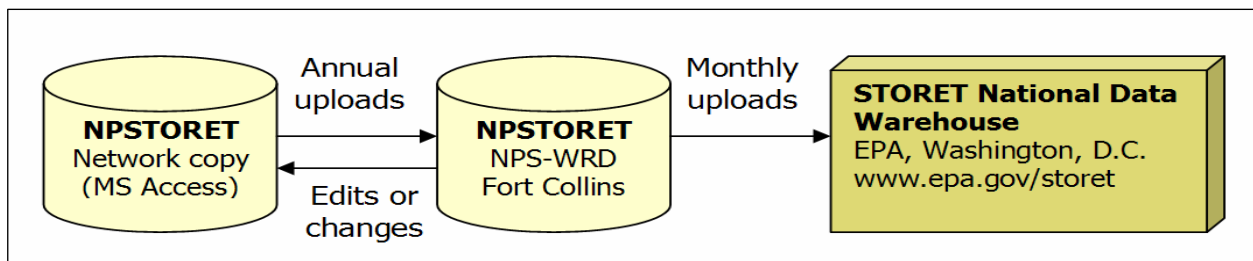 NPSTORET
Network copy
(MS Access)
Annual
uploads
Edits or
changes
NPSTORET
NPS-WRD
Fort Collins
Monthly
uploads
STORET National Data
Warehouse
EPA, Washington, D.C.
www.epa.gov/storet